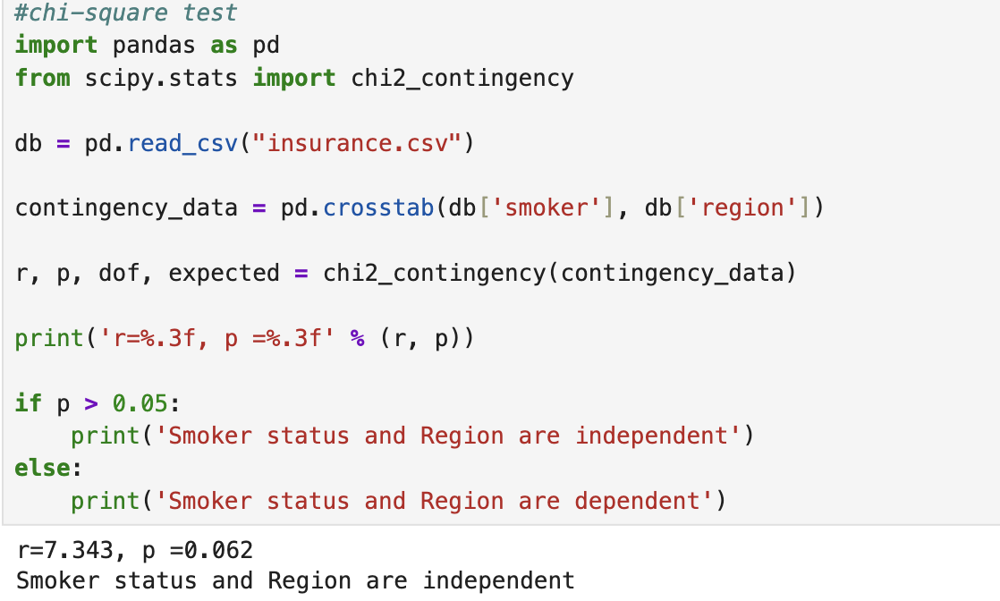 #chi-square test
import pandas as pd
from scipy.stats import chi2_contingency
db = pd.read_csv("insurance.csv")
contingency_data = pd.crosstab(db['smoker'], db['region'])
r, p, dof, expected = chi2_contingency(contingency_data)
print('r=%.3f, p =%.3f' % (r, p))
if p > 0.05:
    print('Smoker status and Region are independent')
else:
    print('Smoker status and Region are dependent')
r=7.343, p =0.062
Smoker status and Region are independent